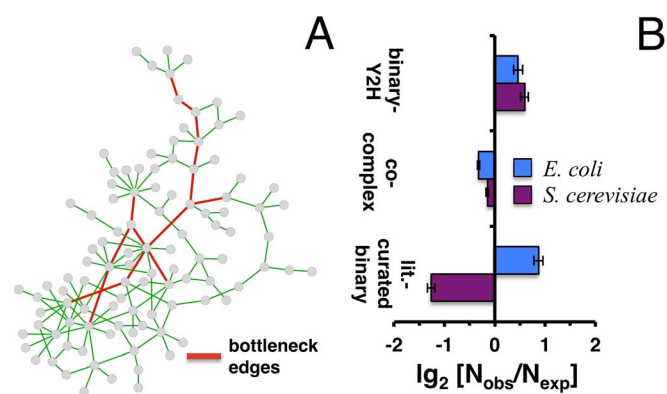 A
bottleneck
edges
B
binary-
Y2H
co-
complex
lit.-
curated
binary
E. coli
S. cerevisiae
-2 -1 0 1 2
lg2 [Nobs/Nexp]